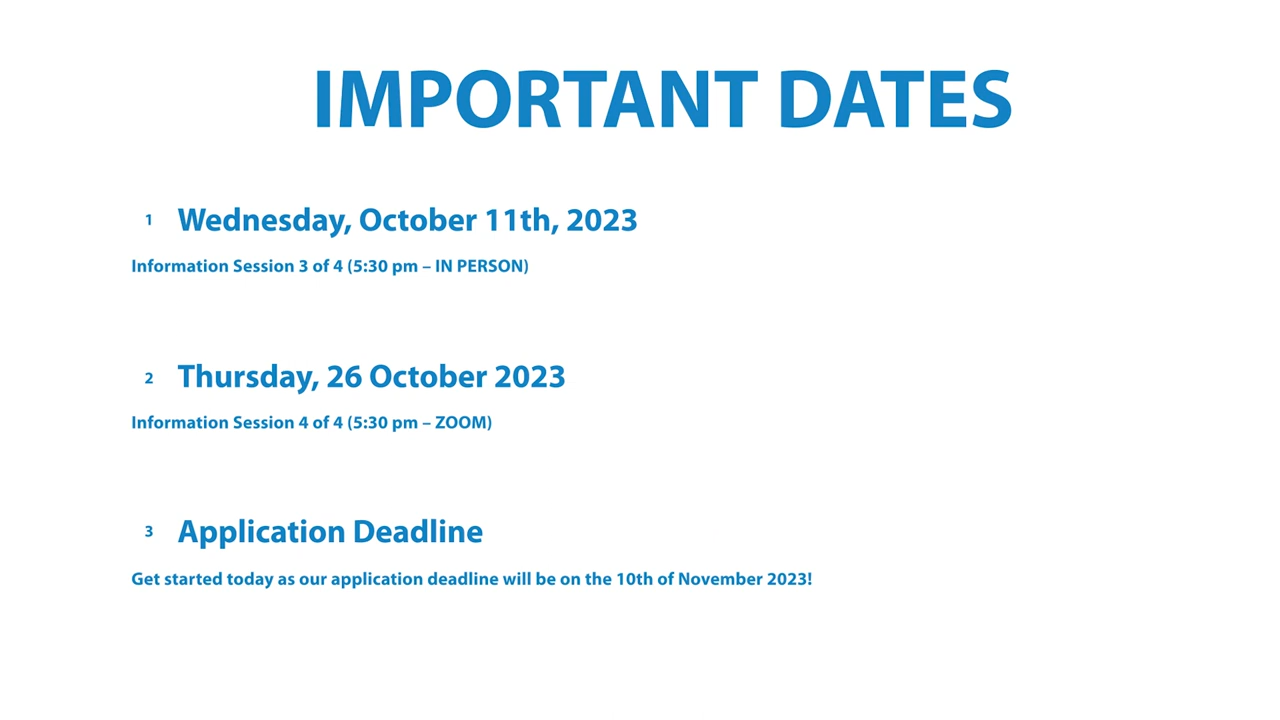 IMPORTANT DATES
1 Wednesday, October 11th, 2023
Information Session 3 of 4 (5:30 pm – IN PERSON)
2 Thursday, 26 October 2023
Information Session 4 of 4 (5:30 pm – ZOOM)
3 Application Deadline
Get started today as our application deadline will be on the 10th of November 2023!